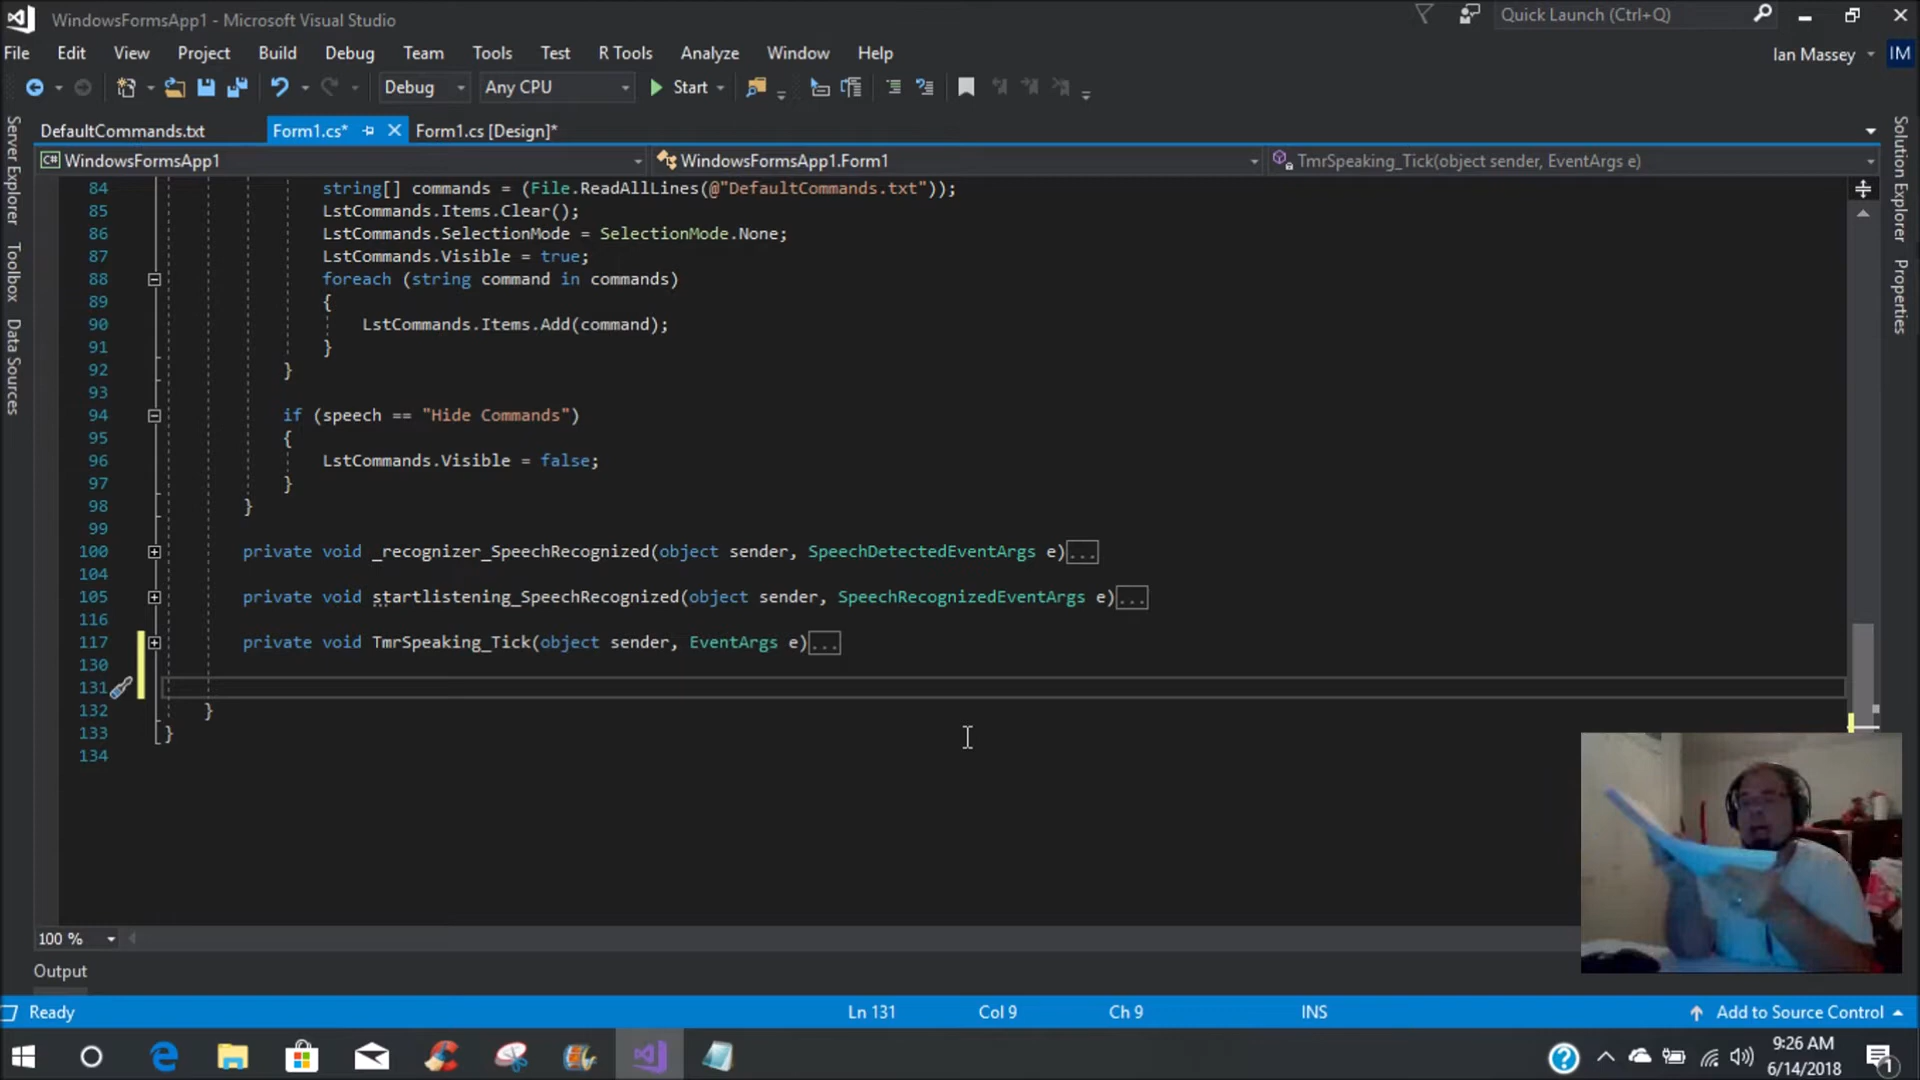 WindowsFormsApp1 - Microsoft Visual Studio
Quick Launch (Ctrl+Q)
File Edit View Project Build Debug Team Tools Test R Tools Analyze Window Help
Ian Massey IM
Debug Any CPU Start
DefaultCommands.txt Form1.cs* Form1.cs [Design]*
C# WindowsFormsApp1 WindowsFormsApp1.Form1 TmrSpeaking_Tick(object sender, EventArgs e)
Server Explorer
Toolbox
Data Sources
Solution Explorer
Properties
84 string[] commands = (File.ReadAllLines(@"DefaultCommands.txt"));
85 LstCommands.Items.Clear();
86 LstCommands.SelectionMode = SelectionMode.None;
87 LstCommands.Visible = true;
88 foreach (string command in commands)
89 {
90 LstCommands.Items.Add(command);
91 }
92 }
93
94 if (speech == "Hide Commands")
95 {
96 LstCommands.Visible = false;
97 }
98 }
99
100 private void _recognizer_SpeechRecognized(object sender, SpeechDetectedEventArgs e)...
104
105 private void startlistening_SpeechRecognized(object sender, SpeechRecognizedEventArgs e)...
116
117 private void TmrSpeaking_Tick(object sender, EventArgs e)...
130
131
132 }
133 }
134
100 %
Output
Ready Ln 131 Col 9 Ch 9 INS Add to Source Control
9:26 AM
6/14/2018
1